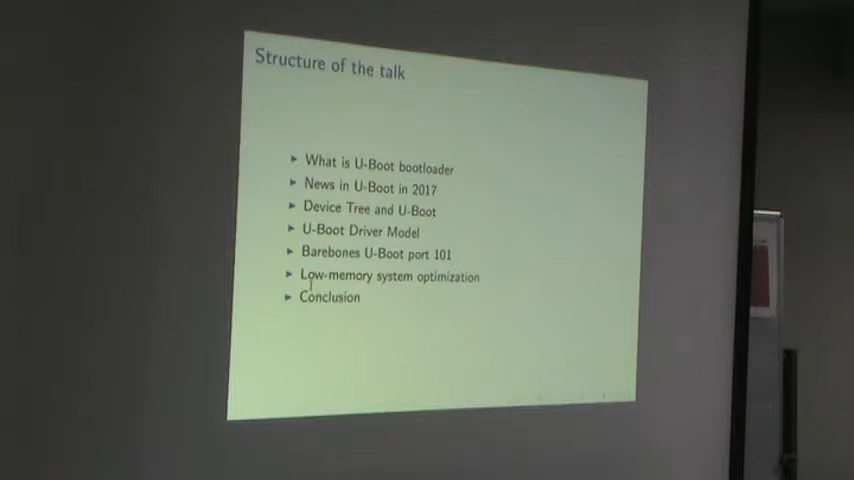 Structure of the talk
What is U-Boot bootloader
News in U-Boot in 2017
Device Tree and U-Boot
U-Boot Driver Model
Barebones U-Boot port 101
Low-memory system optimization
Conclusion